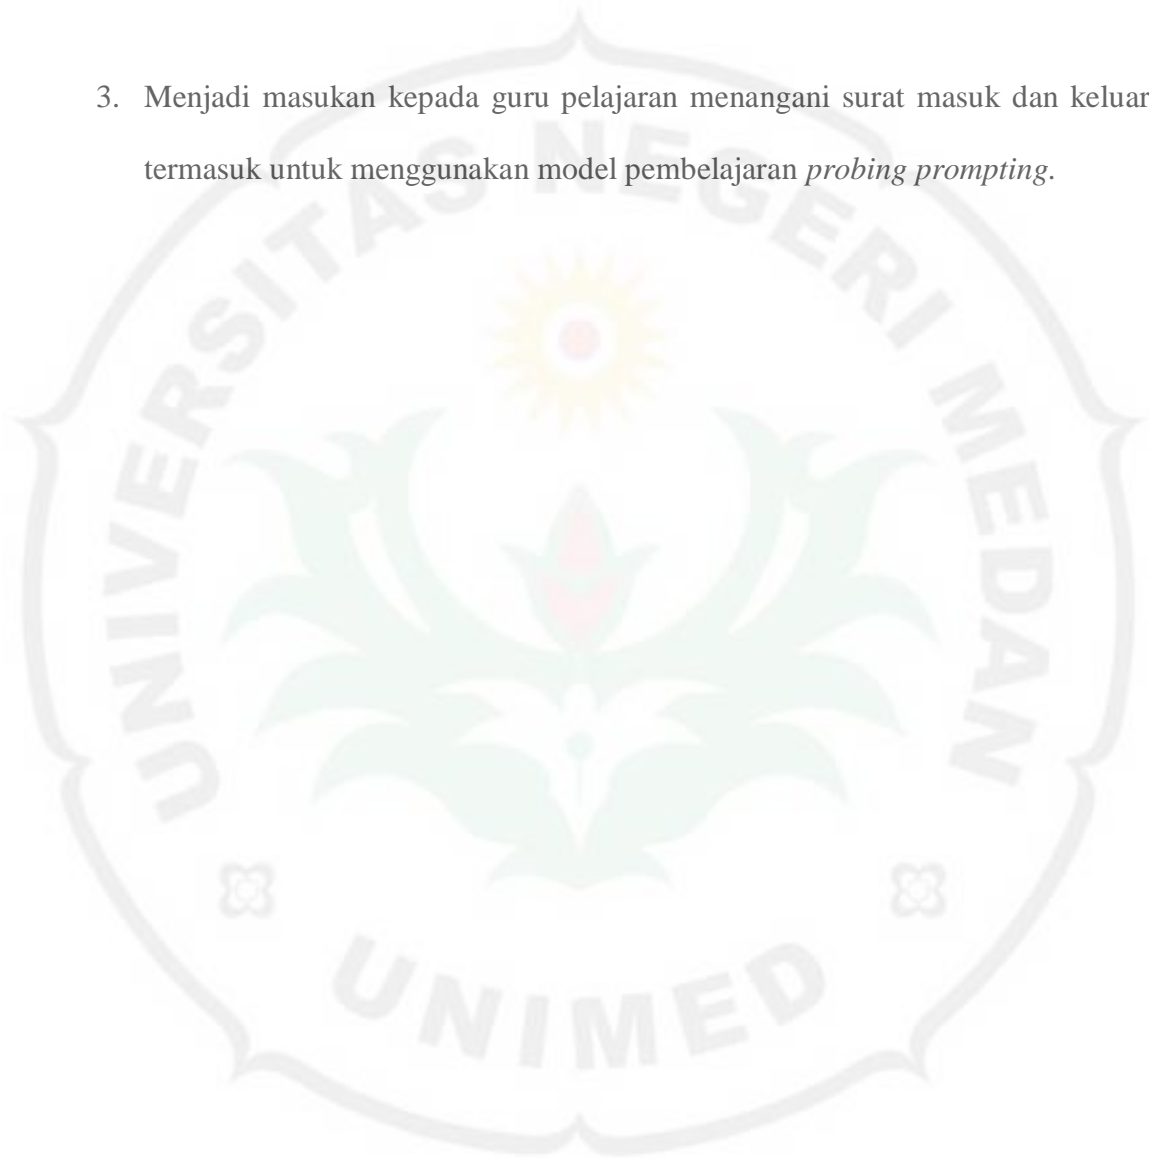 3. Menjadi masukan kepada guru pelajaran menangani surat masuk dan keluar
termasuk untuk menggunakan model pembelajaran probing prompting.
UNIVERSITAS NEGERI MEDAN
UNIMED